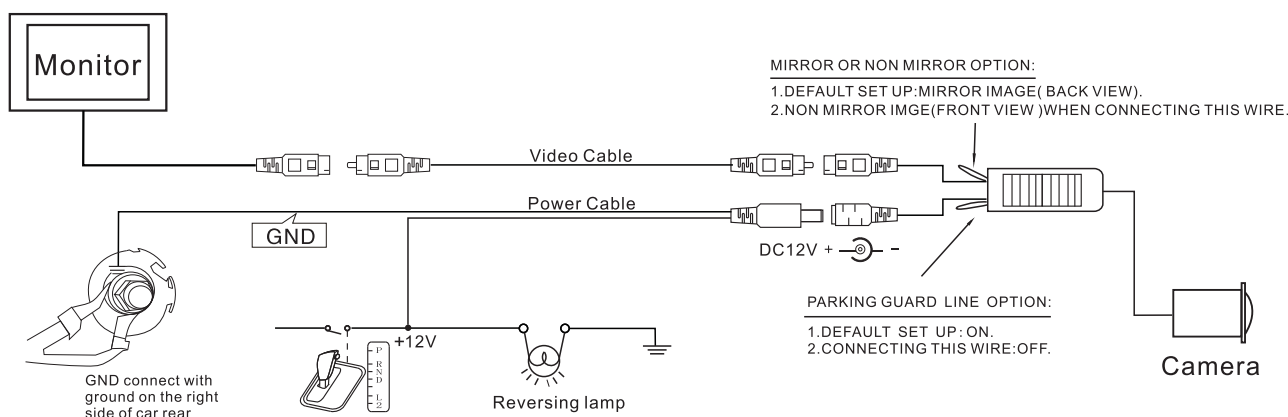 Monitor
MIRROR OR NON MIRROR OPTION:
1.DEFAULT SET UP:MIRROR IMAGE( BACK VIEW).
2.NON MIRROR IMGE(FRONT VIEW )WHEN CONNECTING THIS WIRE.
Video Cable
Power Cable
GND
DC12V + -
PARKING GUARD LINE OPTION:
1.DEFAULT SET UP: ON.
2.CONNECTING THIS WIRE:OFF.
+12V
P
R
N
D
L
2
Camera
GND connect with
ground on the right
side of car rear
Reversing lamp